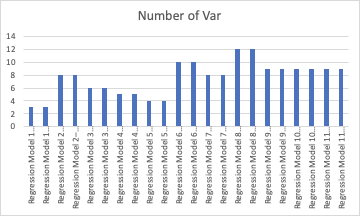 Number of Var
14
12
10
8
6
4
2
0
Regression Model 1…
Regression Model 1…
Regression Model 2…
Regression Model 2–…
Regression Model 3…
Regression Model 3…
Regression Model 4…
Regression Model 4…
Regression Model 5…
Regression Model 5…
Regression Model 6…
Regression Model 6…
Regression Model 7…
Regression Model 7…
Regression Model 8…
Regression Model 8…
Regression Model 9…
Regression Model 9…
Regression Model 10…
Regression Model 10…
Regression Model 11…
Regression Model 11…